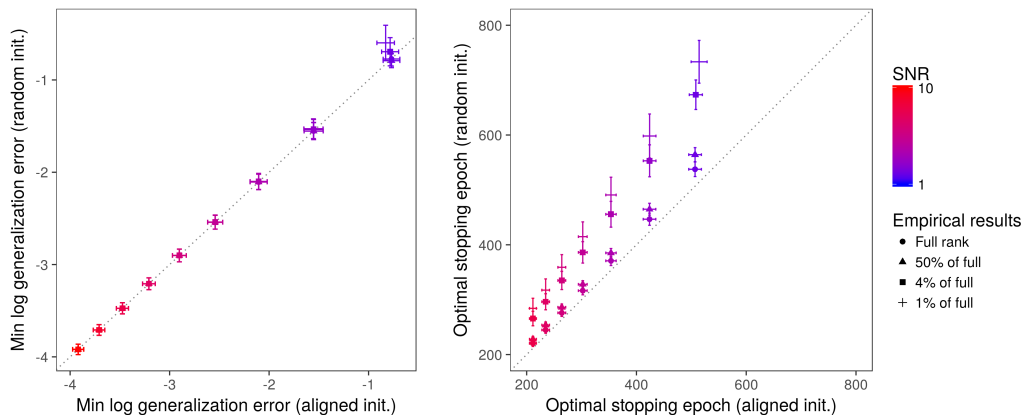 Min log generalization error (random init.)
-1
-2
-3
-4
-4
-3
-2
-1
Min log generalization error (aligned init.)
Optimal stopping epoch (random init.)
800
600
400
200
200
400
600
800
Optimal stopping epoch (aligned init.)
SNR
10
1
Empirical results
Full rank
50% of full
4% of full
1% of full